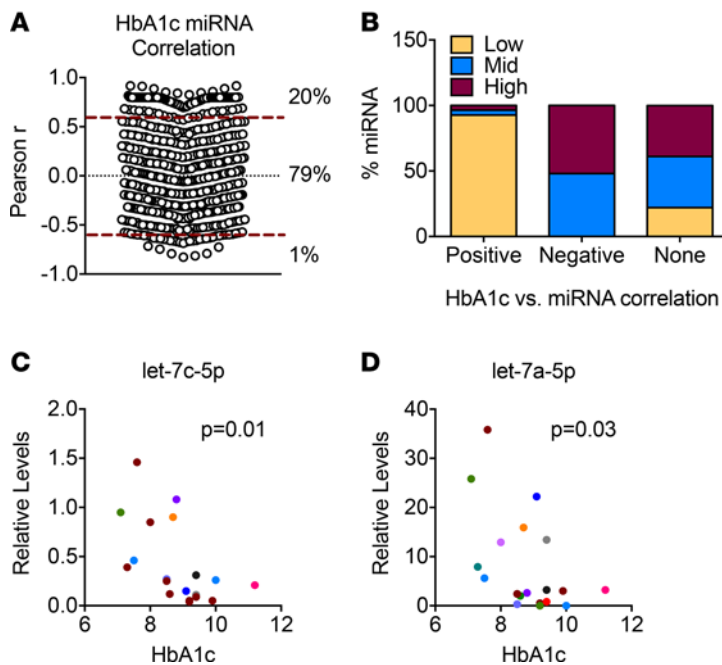 A
HbA1c miRNA
Correlation
Pearson r
1.0
0.5
0.0
-0.5
-1.0
20%
79%
1%
B
Low
Mid
High
% miRNA
150
100
50
0
Positive Negative None
HbA1c vs. miRNA correlation
C
let-7c-5p
p=0.01
Relative Levels
2.0
1.5
1.0
0.5
0.0
6 8 10 12
HbA1c
D
let-7a-5p
p=0.03
Relative Levels
40
30
20
10
0
6 8 10 12
HbA1c